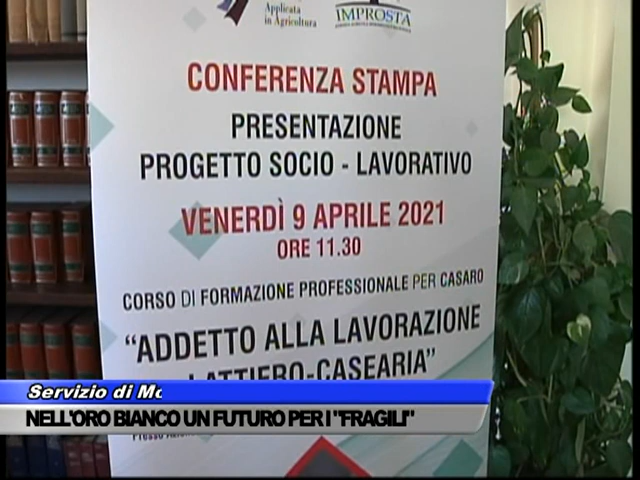 Applicata
in Agricoltura
IMPROSTA
CONFERENZA STAMPA
PRESENTAZIONE
PROGETTO SOCIO - LAVORATIVO
VENERDÌ 9 APRILE 2021
ORE 11.30
CORSO DI FORMAZIONE PROFESSIONALE PER CASARO
“ADDETTO ALLA LAVORAZIONE
LATTIERO-CASEARIA”
Servizio di Mo
NELL'ORO BIANCO UN FUTURO PER I "FRAGILI"